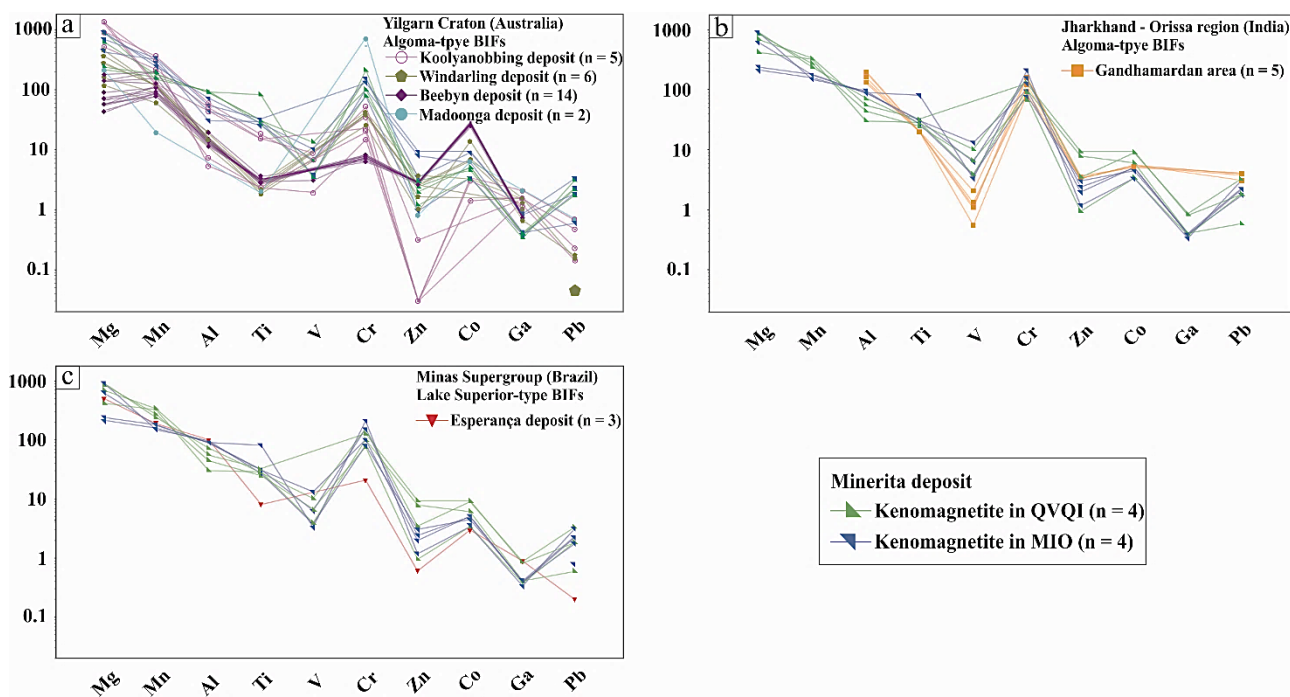 a
Yilgarn Craton (Australia)
Algoma-tpye BIFs
Koolyanobbing deposit (n = 5)
Windarling deposit (n = 6)
Beebyn deposit (n = 14)
Madoonga deposit (n = 2)
1000
100
10
1
0.1
Mg Mn Al Ti V Cr Zn Co Ga Pb
b
Jharkhand - Orissa region (India)
Algoma-tpye BIFs
Gandhamardan area (n = 5)
1000
100
10
1
0.1
Mg Mn Al Ti V Cr Zn Co Ga Pb
c
Minas Supergroup (Brazil)
Lake Superior-type BIFs
Esperança deposit (n = 3)
1000
100
10
1
0.1
Mg Mn Al Ti V Cr Zn Co Ga Pb
Minerita deposit
Kenomagnetite in QVQI (n = 4)
Kenomagnetite in MIO (n = 4)